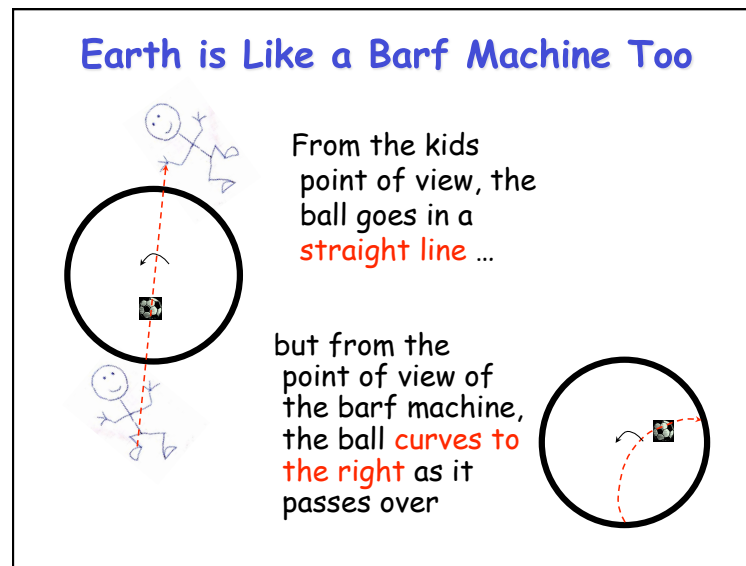 Earth is Like a Barf Machine Too
From the kids
point of view, the
ball goes in a
straight line ...
but from the
point of view of
the barf machine,
the ball curves to
the right as it
passes over